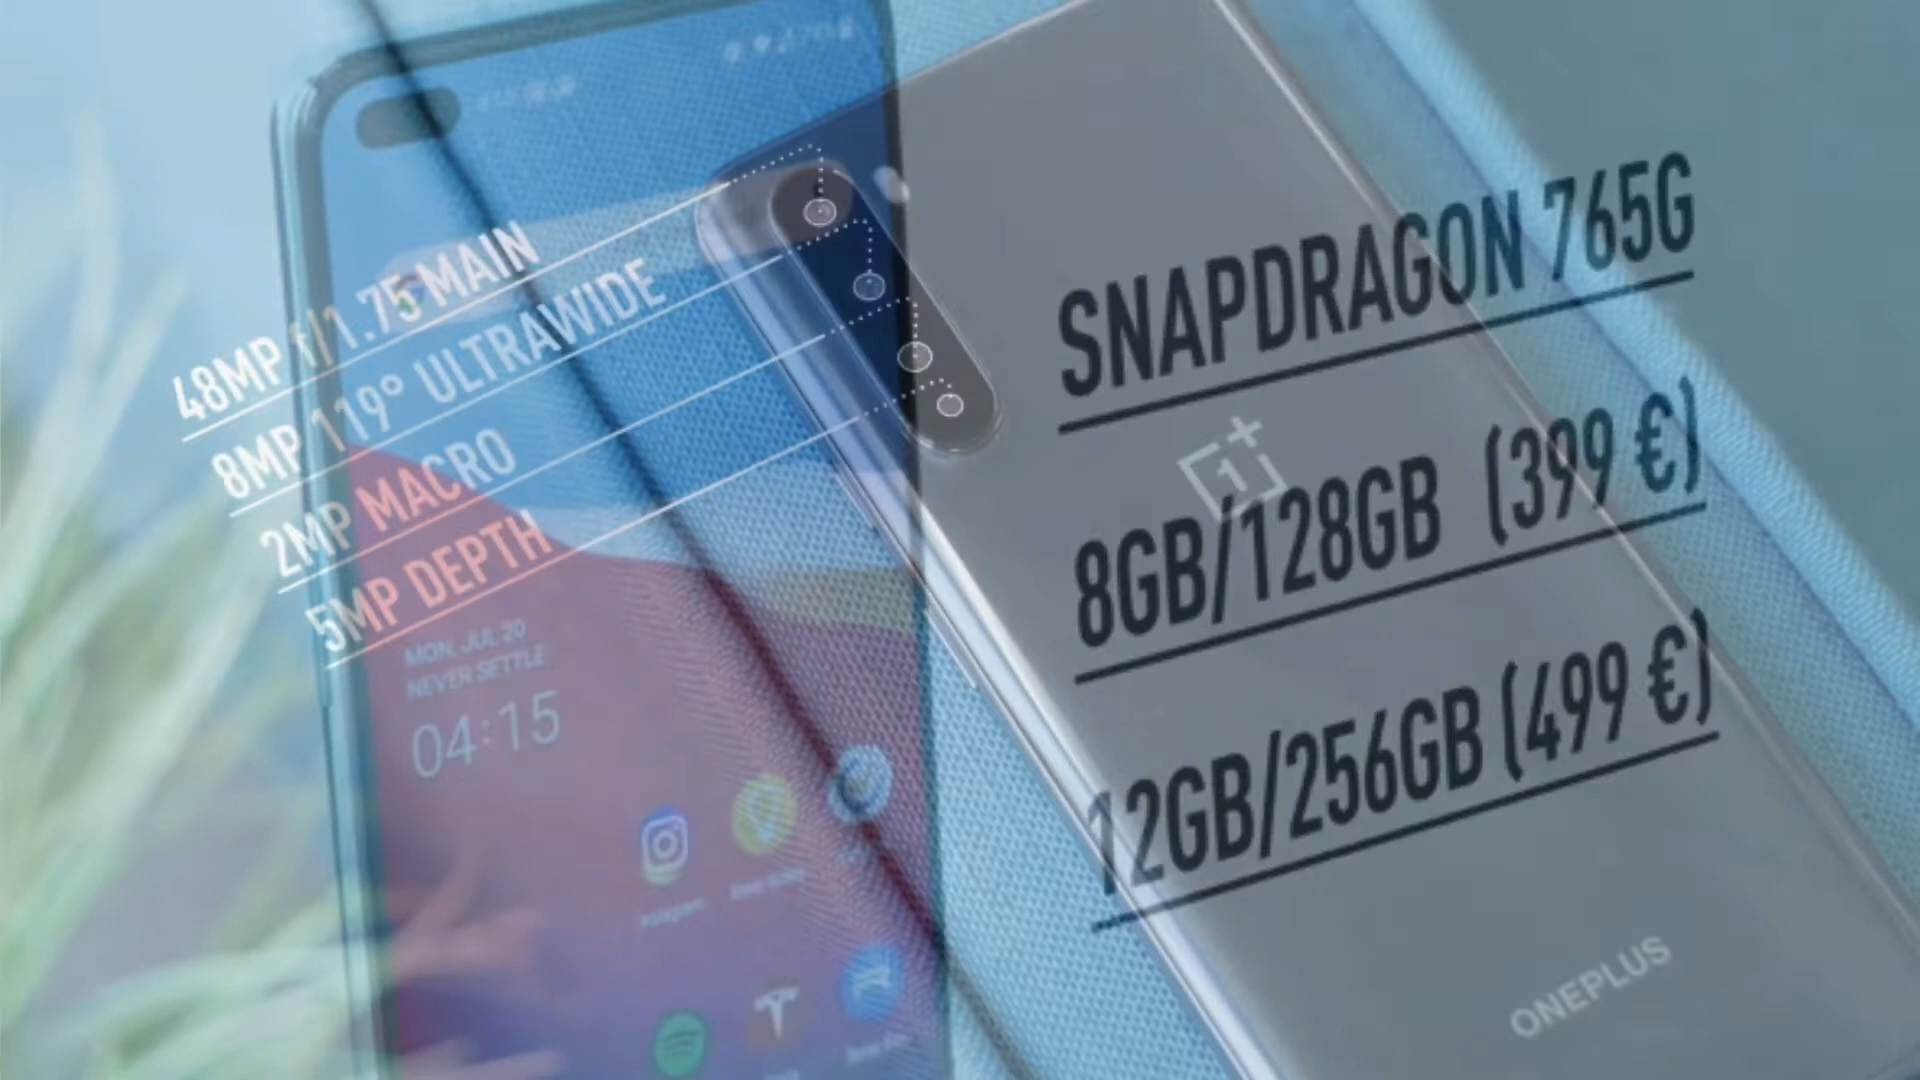 48MP f/1.75 MAIN
8MP 119° ULTRAWIDE
2MP MACRO
5MP DEPTH
MON, JUL 20
NEVER SETTLE
04:15
SNAPDRAGON 765G
8GB/128GB (399 €)
12GB/256GB (499 €)
ONEPLUS